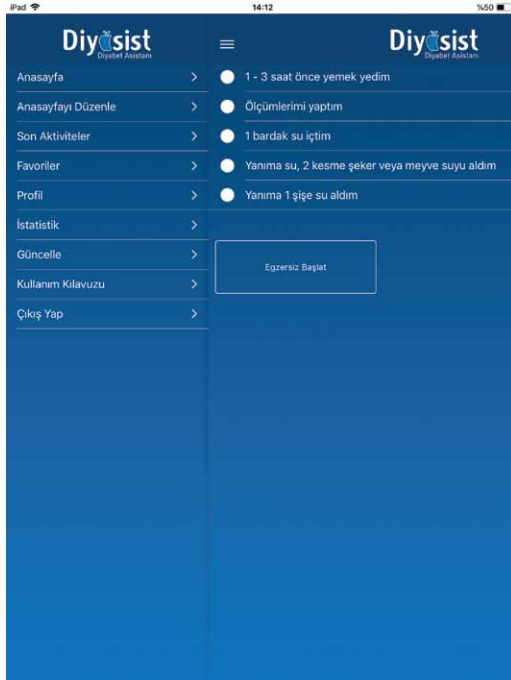 iPad
14:12
%50
Diyasist
Diyabet Asistanı
Anasayfa
Anasayfayı Düzenle
Son Aktiviteler
Favoriler
Profil
İstatistik
Güncelle
Kullanım Kılavuzu
Çıkış Yap
Diyasist
Diyabet Asistanı
1 - 3 saat önce yemek yedim
Ölçümlerimi yaptım
1 bardak su içtim
Yanıma su, 2 kesme şeker veya meyve suyu aldım
Yanıma 1 şişe su aldım
Egzersiz Başlat